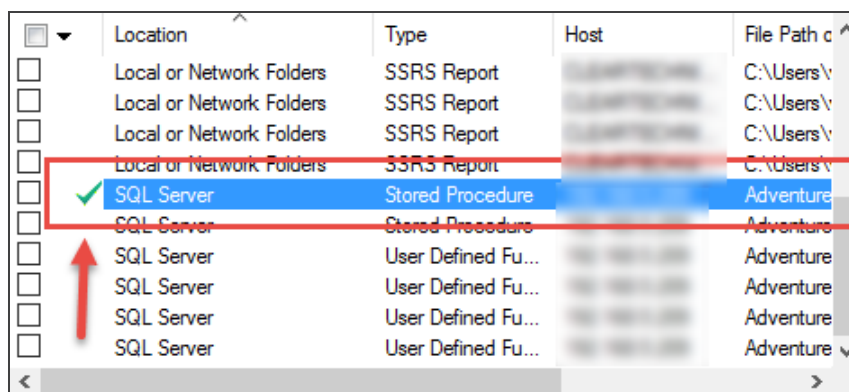 Location Type Host File Path o
Local or Network Folders SSRS Report C:\Users\
Local or Network Folders SSRS Report C:\Users\
Local or Network Folders SSRS Report C:\Users\
Local or Network Folders SSRS Report C:\Users\
SQL Server Stored Procedure Adventure
SQL Server Stored Procedure Adventure
SQL Server User Defined Fu... Adventure
SQL Server User Defined Fu... Adventure
SQL Server User Defined Fu... Adventure
SQL Server User Defined Fu... Adventure